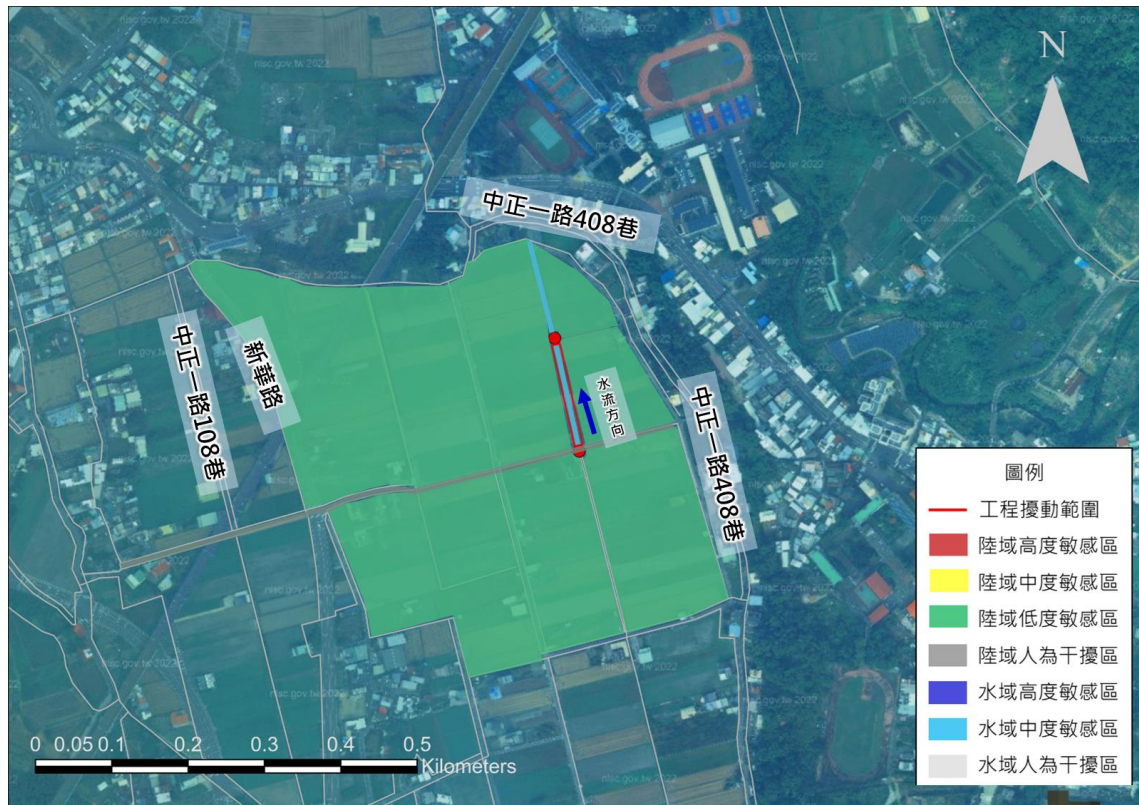 nlsc.gov.tw 2022
N
中正一路408巷
中正一路108巷
新華路
水流方向
中正一路408巷
圖例
工程擾動範圍
陸域高度敏感區
陸域中度敏感區
陸域低度敏感區
陸域人為干擾區
水域高度敏感區
水域中度敏感區
水域人為干擾區
0 0.05 0.1 0.2 0.3 0.4 0.5
Kilometers